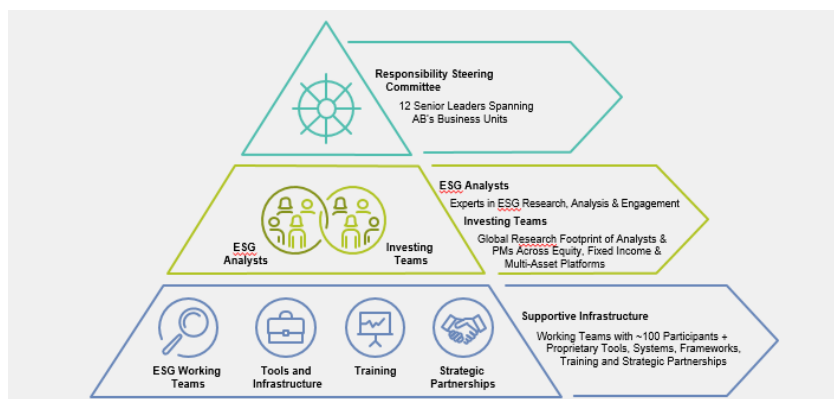 Responsibility Steering
Committee
12 Senior Leaders Spanning
AB's Business Units
ESG Analysts
Experts in ESG Research, Analysis & Engagement
Investing Teams
Global Research Footprint of Analysts &
PMs Across Equity, Fixed Income &
Multi-Asset Platforms
ESG
Analysts
Investing
Teams
Supportive Infrastructure
Working Teams with ~100 Participants +
Proprietary Tools, Systems, Frameworks,
Training and Strategic Partnerships
ESG Working
Teams
Tools and
Infrastructure
Training
Strategic
Partnerships